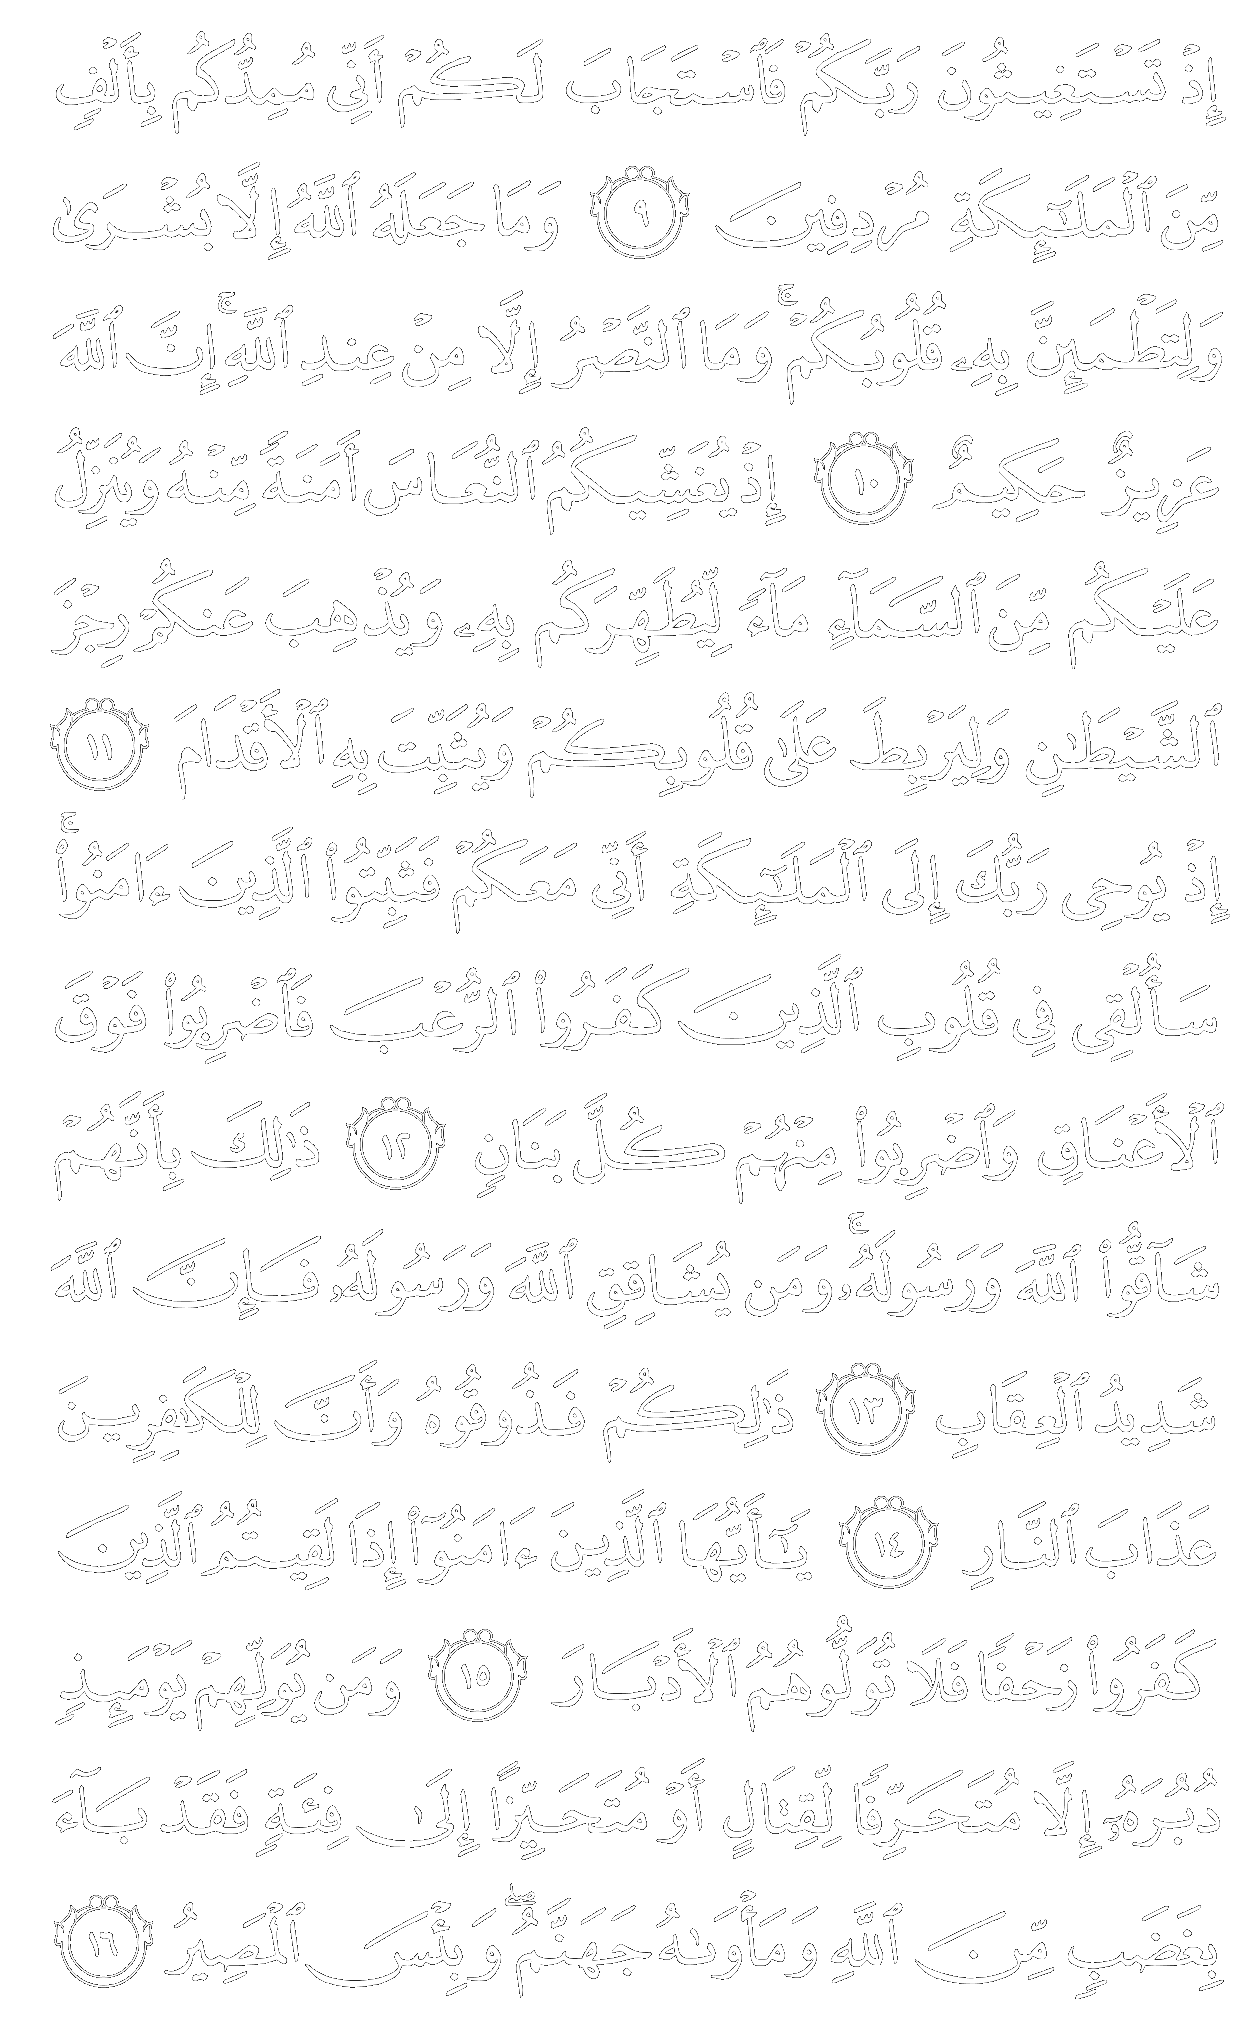 إِذْ تَسْتَغِيثُونَ رَبَّكُمْ فَٱسْتَجَابَ لَكُمْ أَنِّى مُمِدُّكُم بِأَلْفٍ
مِّنَ ٱلْمَلَـٰٓئِكَةِ مُرْدِفِينَ ٩ وَمَا جَعَلَهُ ٱللَّهُ إِلَّا بُشْرَىٰ
وَلِتَطْمَئِنَّ بِهِۦ قُلُوبُكُمْ ۚ وَمَا ٱلنَّصْرُ إِلَّا مِنْ عِندِ ٱللَّهِ ۚ إِنَّ ٱللَّهَ
عَزِيزٌ حَكِيمٌ ١٠ إِذْ يُغَشِّيكُمُ ٱلنُّعَاسَ أَمَنَةً مِّنْهُ وَيُنَزِّلُ
عَلَيْكُم مِّنَ ٱلسَّمَآءِ مَآءً لِّيُطَهِّرَكُم بِهِۦ وَيُذْهِبَ عَنكُمْ رِجْزَ
ٱلشَّيْطَـٰنِ وَلِيَرْبِطَ عَلَىٰ قُلُوبِكُمْ وَيُثَبِّتَ بِهِ ٱلْأَقْدَامَ ١١
إِذْ يُوحِى رَبُّكَ إِلَى ٱلْمَلَـٰٓئِكَةِ أَنِّى مَعَكُمْ فَثَبِّتُوا۟ ٱلَّذِينَ ءَامَنُوا۟ ۚ
سَأُلْقِى فِى قُلُوبِ ٱلَّذِينَ كَفَرُوا۟ ٱلرُّعْبَ فَٱضْرِبُوا۟ فَوْقَ
ٱلْأَعْنَاقِ وَٱضْرِبُوا۟ مِنْهُمْ كُلَّ بَنَانٍ ١٢ ذَٰلِكَ بِأَنَّهُمْ
شَآقُّوا۟ ٱللَّهَ وَرَسُولَهُۥ ۚ وَمَن يُشَاقِقِ ٱللَّهَ وَرَسُولَهُۥ فَإِنَّ ٱللَّهَ
شَدِيدُ ٱلْعِقَابِ ١٣ ذَٰلِكُمْ فَذُوقُوهُ وَأَنَّ لِلْكَـٰفِرِينَ
عَذَابَ ٱلنَّارِ ١٤ يَـٰٓأَيُّهَا ٱلَّذِينَ ءَامَنُوٓا۟ إِذَا لَقِيتُمُ ٱلَّذِينَ
كَفَرُوا۟ زَحْفًا فَلَا تُوَلُّوهُمُ ٱلْأَدْبَارَ ١٥ وَمَن يُوَلِّهِمْ يَوْمَئِذٍ
دُبُرَهُۥٓ إِلَّا مُتَحَرِّفًا لِّقِتَالٍ أَوْ مُتَحَيِّزًا إِلَىٰ فِئَةٍ فَقَدْ بَآءَ
بِغَضَبٍ مِّنَ ٱللَّهِ وَمَأْوَىٰهُ جَهَنَّمُ ۖ وَبِئْسَ ٱلْمَصِيرُ ١٦